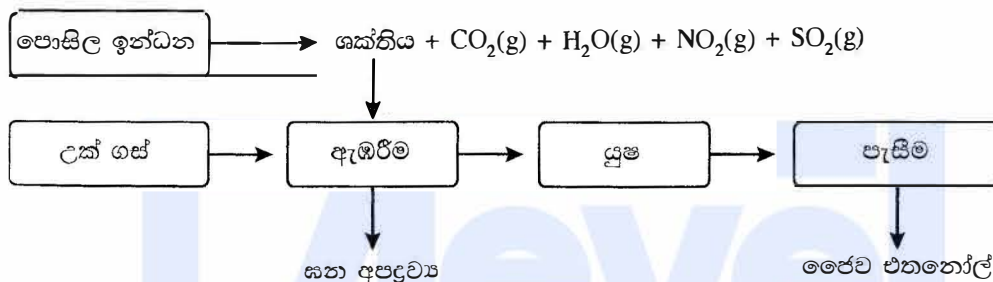 පොසිල ඉන්ධන ශක්තිය + CO₂(g) + H₂O(g) + NO₂(g) + SO₂(g)
උක් ගස් ඇඹරීම යුෂ පැසීම
ඝන අපද්‍රව්‍ය ජෛව එතනෝල්